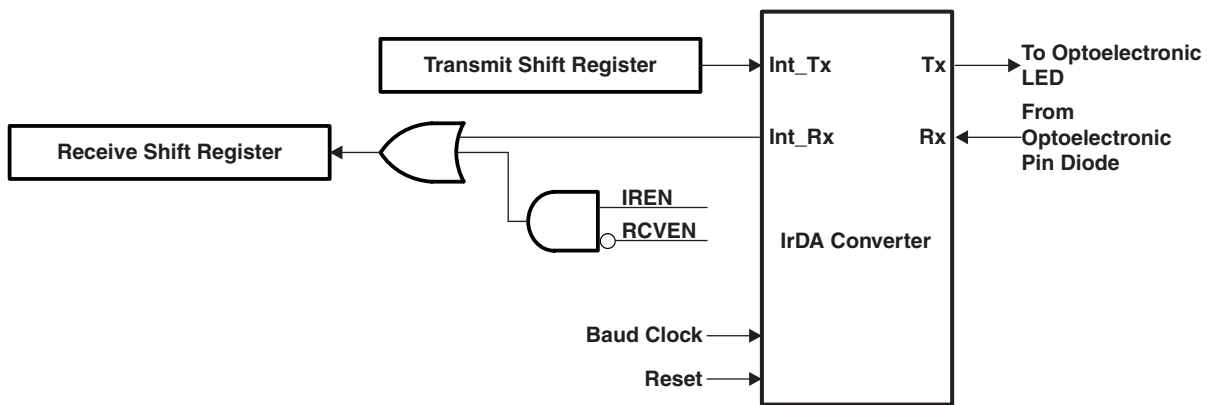 Transmit Shift Register
Int_Tx
Tx
To Optoelectronic
LED
Receive Shift Register
Int_Rx
Rx
From
Optoelectronic
Pin Diode
IREN
RCVEN
IrDA Converter
Baud Clock
Reset